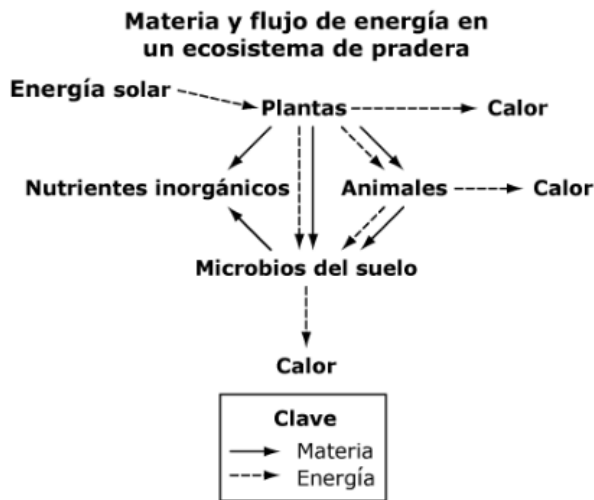 Materia y flujo de energía en
un ecosistema de pradera
Energía solar
Plantas
Calor
Nutrientes inorgánicos
Animales
Calor
Microbios del suelo
Calor
Clave
Materia
Energía